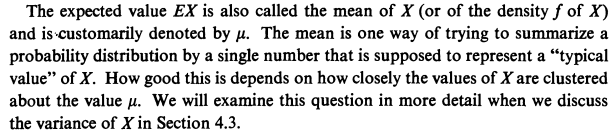 The expected value EX is also called the mean of X (or of the density f of X)
and is customarily denoted by μ. The mean is one way of trying to summarize a
probability distribution by a single number that is supposed to represent a “typical
value” of X. How good this is depends on how closely the values of X are clustered
about the value μ. We will examine this question in more detail when we discuss
the variance of X in Section 4.3.